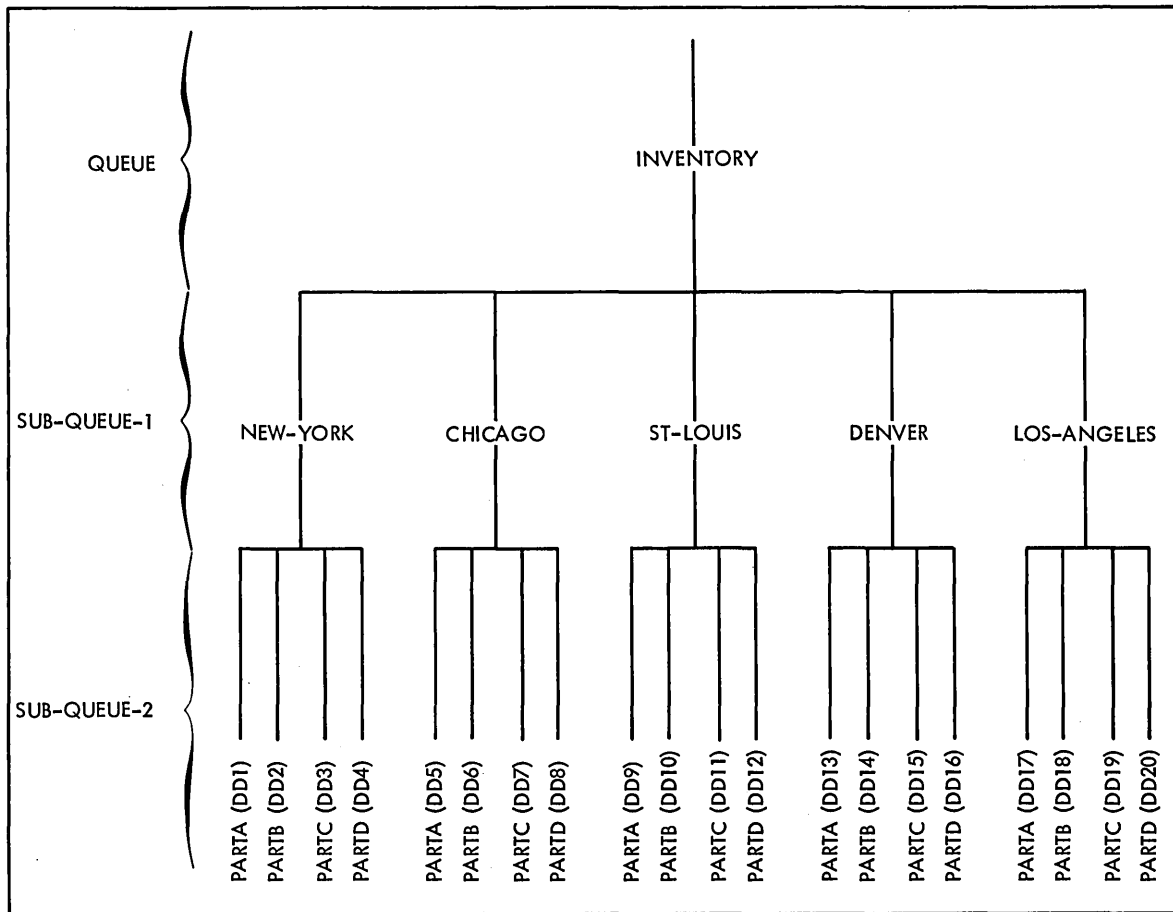 QUEUE
INVENTORY
SUB-QUEUE-1
NEW-YORK
CHICAGO
ST-LOUIS
DENVER
LOS-ANGELES
SUB-QUEUE-2
PARTA (DD1)
PARTB (DD2)
PARTC (DD3)
PARTD (DD4)
PARTA (DD5)
PARTB (DD6)
PARTC (DD7)
PARTD (DD8)
PARTA (DD9)
PARTB (DD10)
PARTC (DD11)
PARTD (DD12)
PARTA (DD13)
PARTB (DD14)
PARTC (DD15)
PARTD (DD16)
PARTA (DD17)
PARTB (DD18)
PARTC (DD19)
PARTD (DD20)